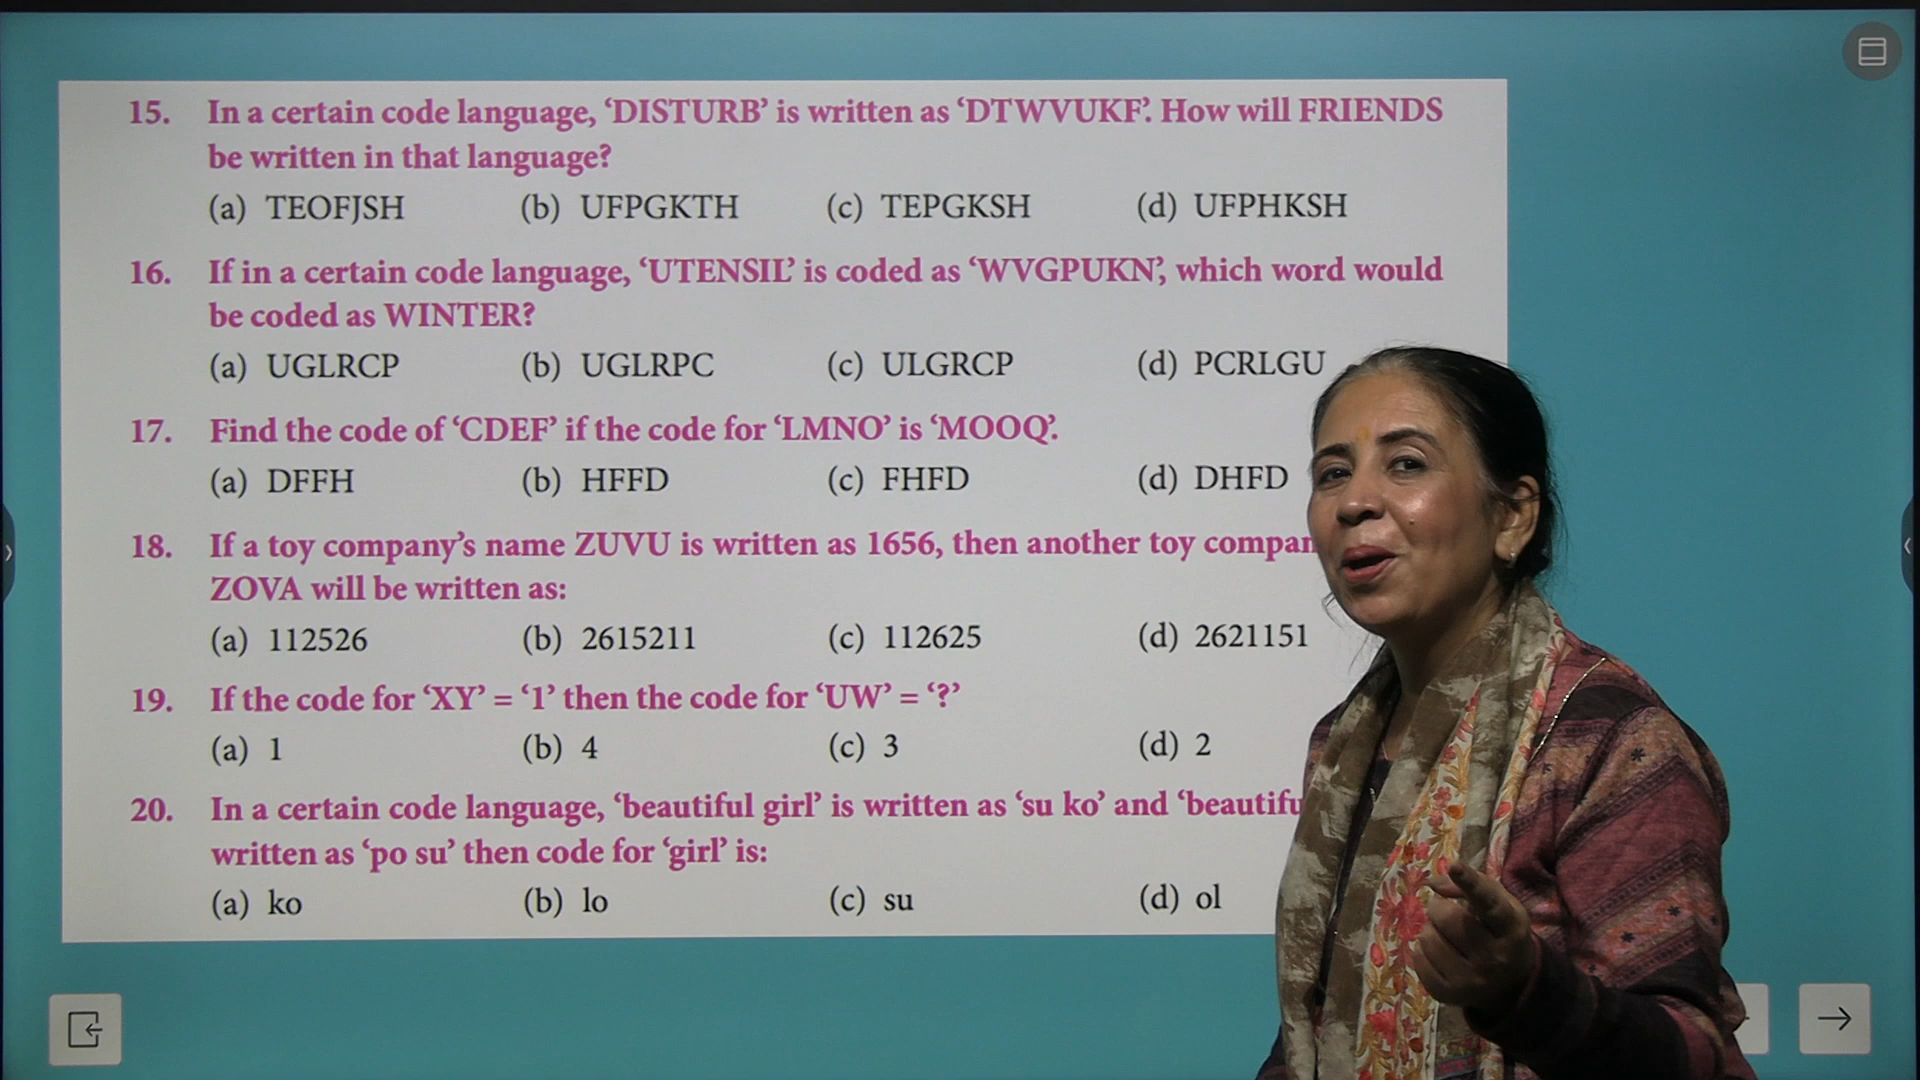 15. In a certain code language, ‘DISTURB’ is written as ‘DTWVUKF’. How will FRIENDS
be written in that language?
(a) TEOFJSH (b) UFPGKTH (c) TEPGKSH (d) UFPHKSH
16. If in a certain code language, ‘UTENSIL’ is coded as ‘WVGPUKN’, which word would
be coded as WINTER?
(a) UGLRCP (b) UGLRPC (c) ULGRCP (d) PCRLGU
17. Find the code of ‘CDEF’ if the code for ‘LMNO’ is ‘MOOQ’.
(a) DFFH (b) HFFD (c) FHFD (d) DHFD
18. If a toy company’s name ZUVU is written as 1656, then another toy compan
ZOVA will be written as:
(a) 112526 (b) 2615211 (c) 112625 (d) 2621151
19. If the code for ‘XY’ = ‘1’ then the code for ‘UW’ = ‘?’
(a) 1 (b) 4 (c) 3 (d) 2
20. In a certain code language, ‘beautiful girl’ is written as ‘su ko’ and ‘beautifu
written as ‘po su’ then code for ‘girl’ is:
(a) ko (b) lo (c) su (d) ol